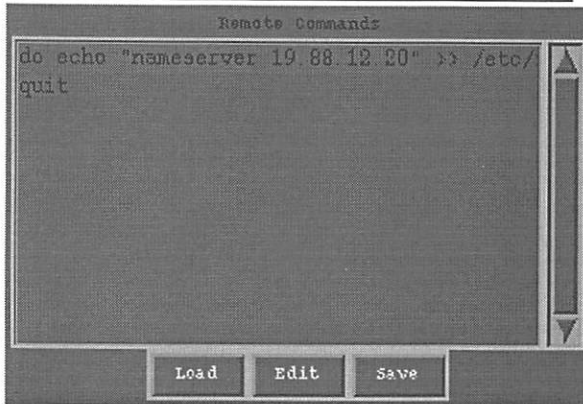 Remote Commands
do echo "nameserver 19.88.12.20" >> /etc/
quit
Load Edit Save